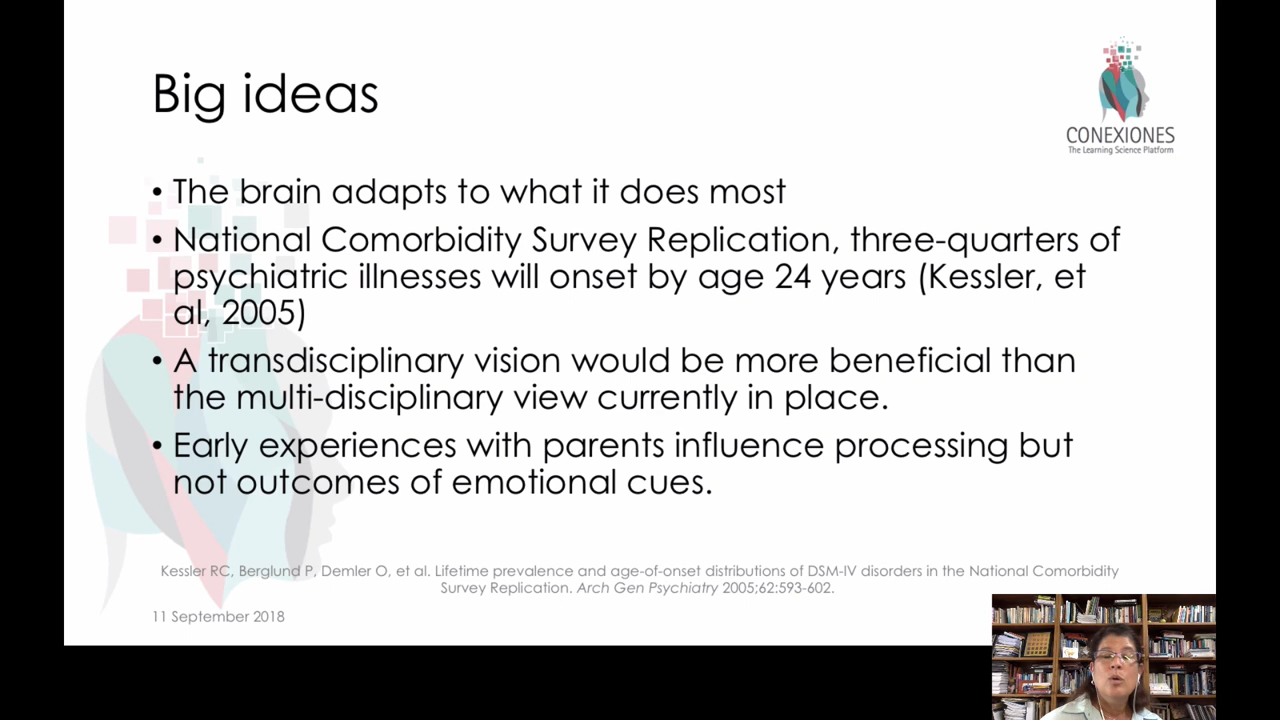 Big ideas
CONEXIONES
The Learning Science Platform
• The brain adapts to what it does most
• National Comorbidity Survey Replication, three-quarters of
psychiatric illnesses will onset by age 24 years (Kessler, et
al, 2005)
• A transdisciplinary vision would be more beneficial than
the multi-disciplinary view currently in place.
• Early experiences with parents influence processing but
not outcomes of emotional cues.
Kessler RC, Berglund P, Demler O, et al. Lifetime prevalence and age-of-onset distributions of DSM-IV disorders in the National Comorbidity
Survey Replication. Arch Gen Psychiatry 2005;62:593-602.
11 September 2018